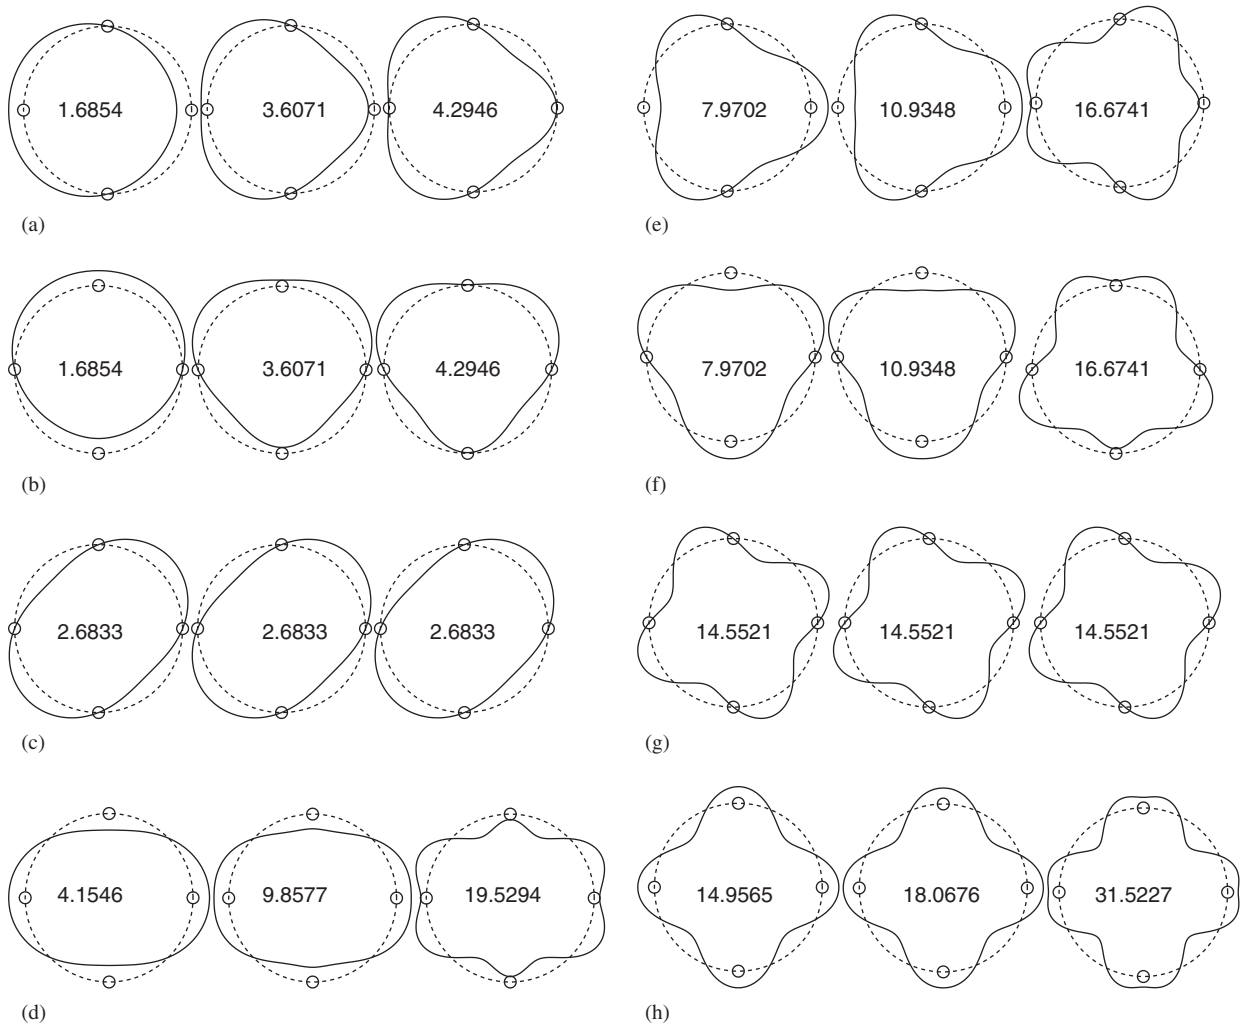 1.6854 3.6071 4.2946
(a)
7.9702 10.9348 16.6741
(e)
1.6854 3.6071 4.2946
(b)
7.9702 10.9348 16.6741
(f)
2.6833 2.6833 2.6833
(c)
14.5521 14.5521 14.5521
(g)
4.1546 9.8577 19.5294
(d)
14.9565 18.0676 31.5227
(h)